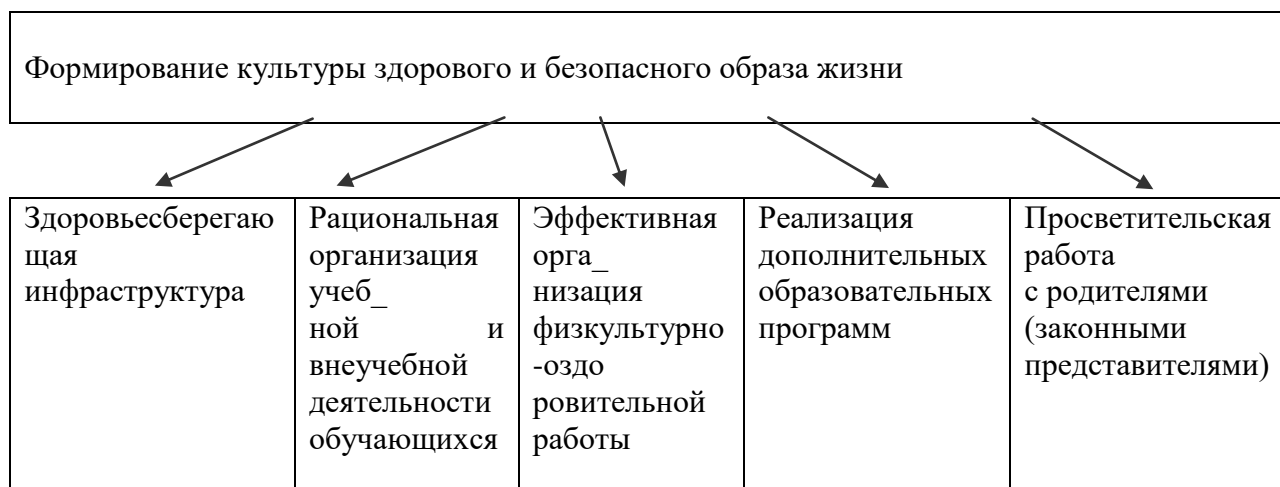 Формирование культуры здорового и безопасного образа жизни
Здоровьесберегаю
щая
инфраструктура
Рациональная
организация
учеб_
ной и
внеучебной
деятельности
обучающихся
Эффективная
орга_
низация
физкультурно
-оздо
ровительной
работы
Реализация
дополнительных
образовательных
программ
Просветительская
работа
с родителями
(законными
представителями)